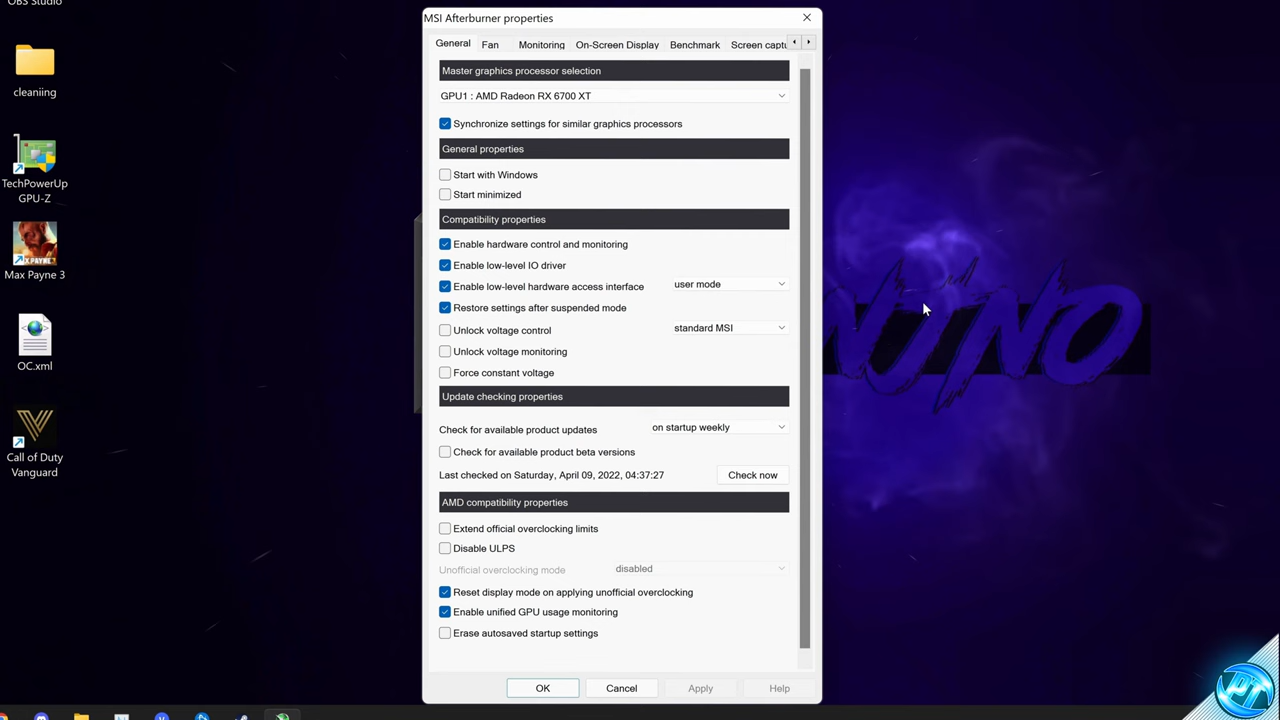 OBS Studio
cleaniing
TechPowerUp
GPU-Z
Max Payne 3
OC.xml
Call of Duty
Vanguard
MSI Afterburner properties
General Fan Monitoring On-Screen Display Benchmark Screen captu
Master graphics processor selection
GPU1 : AMD Radeon RX 6700 XT
Synchronize settings for similar graphics processors
General properties
Start with Windows
Start minimized
Compatibility properties
Enable hardware control and monitoring
Enable low-level IO driver
Enable low-level hardware access interface user mode
Restore settings after suspended mode
Unlock voltage control standard MSI
Unlock voltage monitoring
Force constant voltage
Update checking properties
Check for available product updates on startup weekly
Check for available product beta versions
Last checked on Saturday, April 09, 2022, 04:37:27 Check now
AMD compatibility properties
Extend official overclocking limits
Disable ULPS
Unofficial overclocking mode disabled
Reset display mode on applying unofficial overclocking
Enable unified GPU usage monitoring
Erase autosaved startup settings
OK Cancel Apply Help